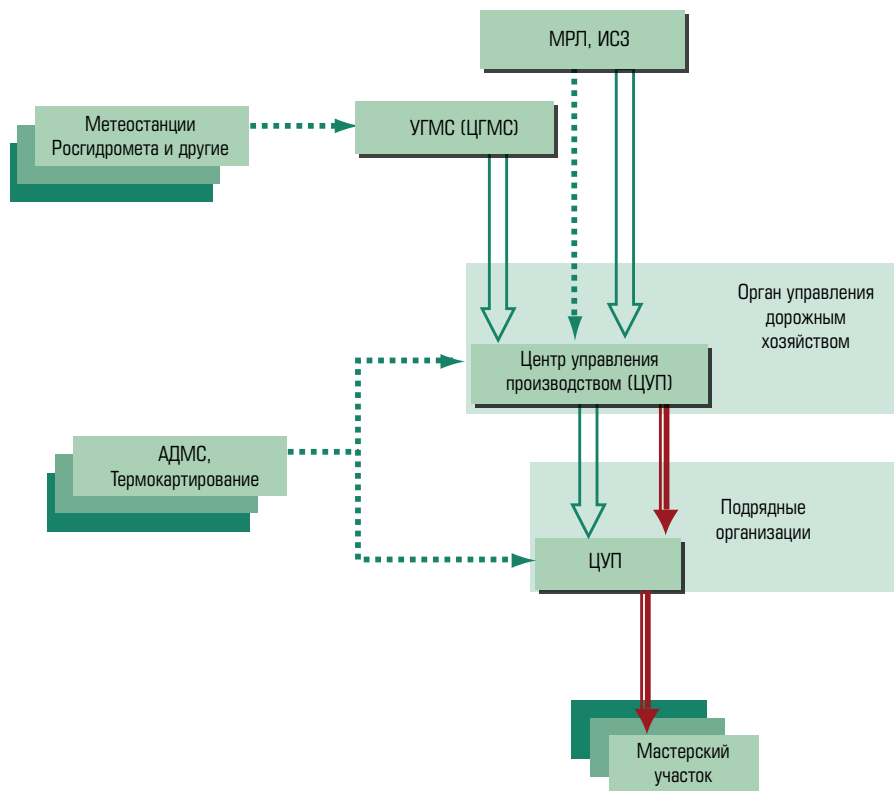 МРЛ, ИСЗ
Метеостанции
Росгидромета и другие
УГМС (ЦГМС)
Орган управления
дорожным
хозяйством
Центр управления
производством (ЦУП)
АДМС,
Термокартирование
Подрядные
организации
ЦУП
Мастерский
участок